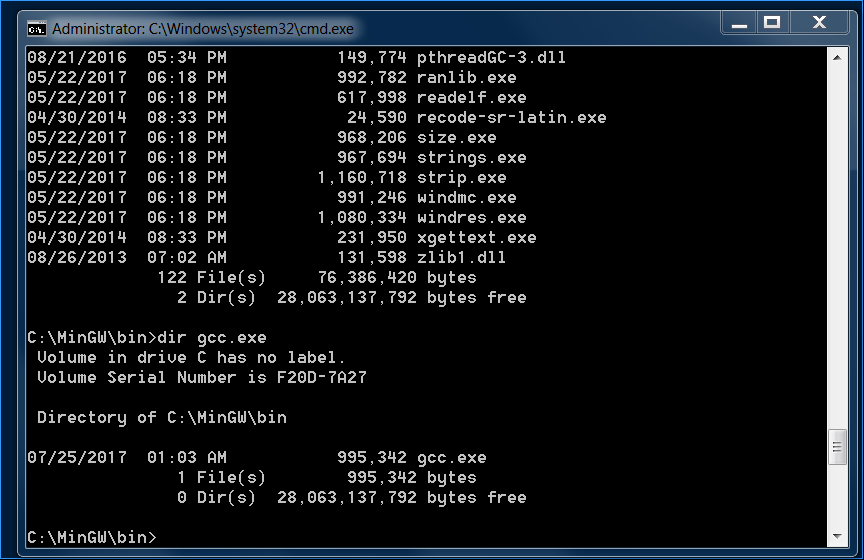 Administrator: C:\Windows\system32\cmd.exe
08/21/2016  05:34 PM           149,774 pthreadGC-3.dll
05/22/2017  06:18 PM           992,782 ranlib.exe
05/22/2017  06:18 PM           617,998 readelf.exe
04/30/2014  08:33 PM            24,590 recode-sr-latin.exe
05/22/2017  06:18 PM           968,206 size.exe
05/22/2017  06:18 PM           967,694 strings.exe
05/22/2017  06:18 PM         1,160,718 strip.exe
05/22/2017  06:18 PM           991,246 windmc.exe
05/22/2017  06:18 PM         1,080,334 windres.exe
04/30/2014  08:33 PM           231,950 xgettext.exe
08/26/2013  07:02 AM           131,598 zlib1.dll
             122 File(s)     76,386,420 bytes
               2 Dir(s)  28,063,137,792 bytes free
C:\MinGW\bin>dir gcc.exe
 Volume in drive C has no label.
 Volume Serial Number is F20D-7A27
 Directory of C:\MinGW\bin
07/25/2017  01:03 AM           995,342 gcc.exe
               1 File(s)        995,342 bytes
               0 Dir(s)  28,063,137,792 bytes free
C:\MinGW\bin>